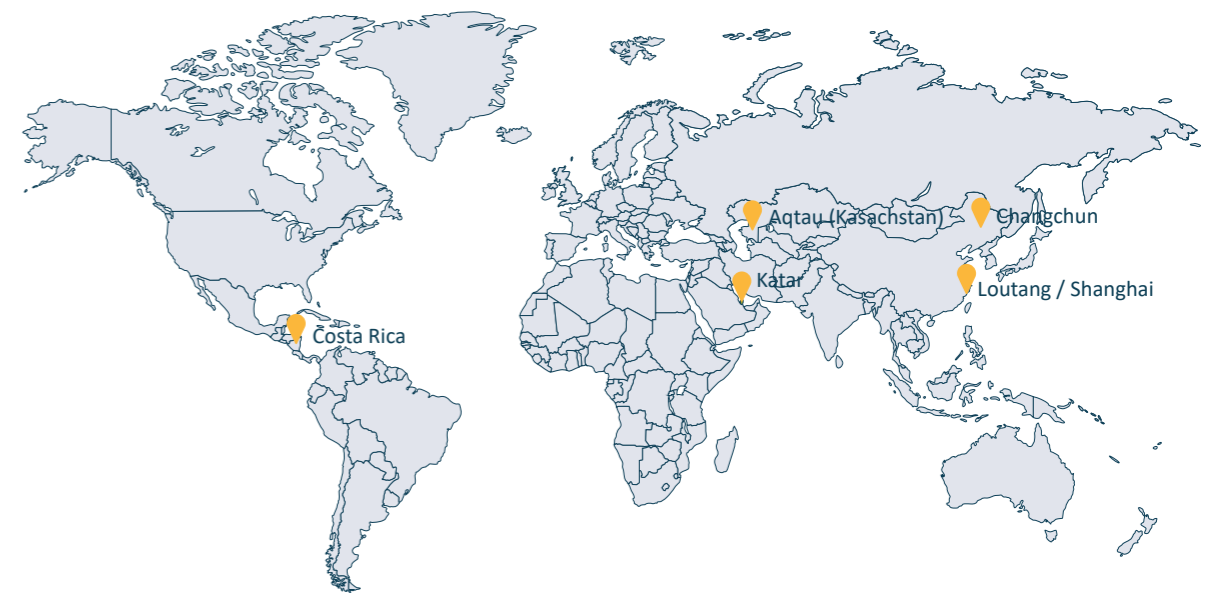 Aqtau (Kasachstan)
Changchun
Katar
Loutang / Shanghai
Costa Rica